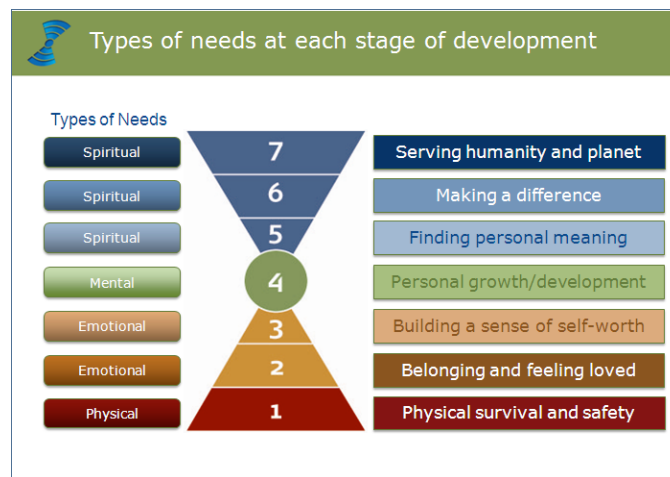 Types of needs at each stage of development
Types of Needs
Spiritual 7 Serving humanity and planet
Spiritual 6 Making a difference
Spiritual 5 Finding personal meaning
Mental 4 Personal growth/development
Emotional 3 Building a sense of self-worth
Emotional 2 Belonging and feeling loved
Physical 1 Physical survival and safety